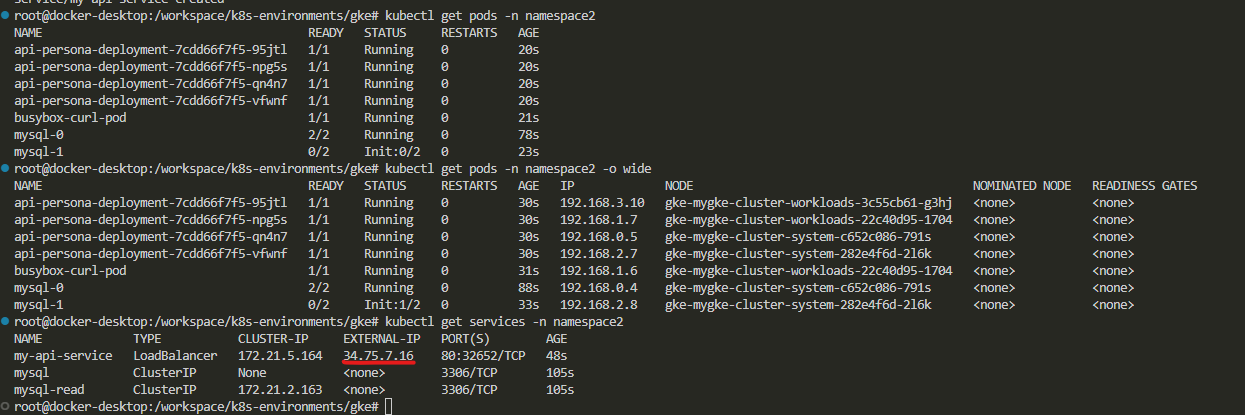 service/my-api-service created
root@docker-desktop:/workspace/k8s-environments/gke# kubectl get pods -n namespace2
NAME READY STATUS RESTARTS AGE
api-persona-deployment-7cdd66f7f5-95jtl 1/1 Running 0 20s
api-persona-deployment-7cdd66f7f5-npg5s 1/1 Running 0 20s
api-persona-deployment-7cdd66f7f5-qn4n7 1/1 Running 0 20s
api-persona-deployment-7cdd66f7f5-vfwnf 1/1 Running 0 20s
busybox-curl-pod 1/1 Running 0 21s
mysql-0 2/2 Running 0 78s
mysql-1 0/2 Init:0/2 0 23s
root@docker-desktop:/workspace/k8s-environments/gke# kubectl get pods -n namespace2 -o wide
NAME READY STATUS RESTARTS AGE IP NODE NOMINATED NODE READINESS GATES
api-persona-deployment-7cdd66f7f5-95jtl 1/1 Running 0 30s 192.168.3.10 gke-mygke-cluster-workloads-3c55cb61-g3hj <none> <none>
api-persona-deployment-7cdd66f7f5-npg5s 1/1 Running 0 30s 192.168.1.7 gke-mygke-cluster-workloads-22c40d95-1704 <none> <none>
api-persona-deployment-7cdd66f7f5-qn4n7 1/1 Running 0 30s 192.168.0.5 gke-mygke-cluster-system-c652c086-791s <none> <none>
api-persona-deployment-7cdd66f7f5-vfwnf 1/1 Running 0 30s 192.168.2.7 gke-mygke-cluster-system-282e4f6d-2l6k <none> <none>
busybox-curl-pod 1/1 Running 0 31s 192.168.1.6 gke-mygke-cluster-workloads-22c40d95-1704 <none> <none>
mysql-0 2/2 Running 0 88s 192.168.0.4 gke-mygke-cluster-system-c652c086-791s <none> <none>
mysql-1 0/2 Init:1/2 0 33s 192.168.2.8 gke-mygke-cluster-system-282e4f6d-2l6k <none> <none>
root@docker-desktop:/workspace/k8s-environments/gke# kubectl get services -n namespace2
NAME TYPE CLUSTER-IP EXTERNAL-IP PORT(S) AGE
my-api-service LoadBalancer 172.21.5.164 34.75.7.16 80:32652/TCP 48s
mysql ClusterIP None <none> 3306/TCP 105s
mysql-read ClusterIP 172.21.2.163 <none> 3306/TCP 105s
root@docker-desktop:/workspace/k8s-environments/gke#